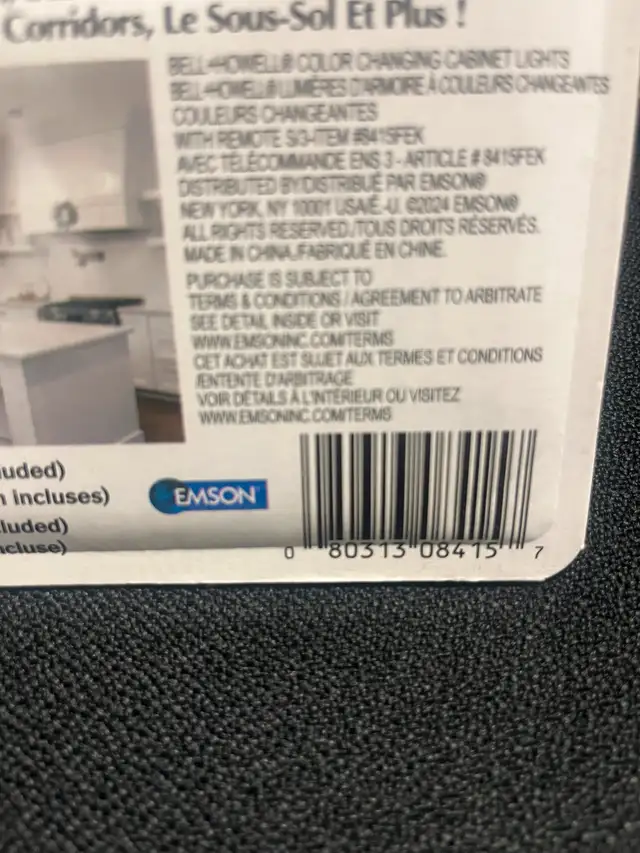 Corridors, Le Sous-Sol Et Plus !
BELL+HOWELL® COLOR CHANGING CABINET LIGHTS
BELL+HOWELL® LUMIÈRES D'ARMOIRE À COULEURS CHANGEANTES
COULEURS CHANGEANTES
WITH REMOTE S/3-ITEM #8415FEK
AVEC TÉLÉCOMMANDE ENS 3 - ARTICLE # 8415FEK
DISTRIBUTED BY/DISTRIBUÉ PAR EMSON®
NEW YORK, NY 10001 USA/É.-U. ©2024 EMSON®
ALL RIGHTS RESERVED./TOUS DROITS RÉSERVÉS.
MADE IN CHINA./FABRIQUÉ EN CHINE.
PURCHASE IS SUBJECT TO
TERMS & CONDITIONS / AGREEMENT TO ARBITRATE
SEE DETAIL INSIDE OR VISIT
WWW.EMSONINC.COM/TERMS
CET ACHAT EST SUJET AUX TERMES ET CONDITIONS
/ENTENTE D'ARBITRAGE
VOIR DÉTAILS À L'INTÉRIEUR OU VISITEZ
WWW.EMSONINC.COM/TERMS
uded)
n incluses)
luded)
ncluse)
EMSON
0 80313 08415 7